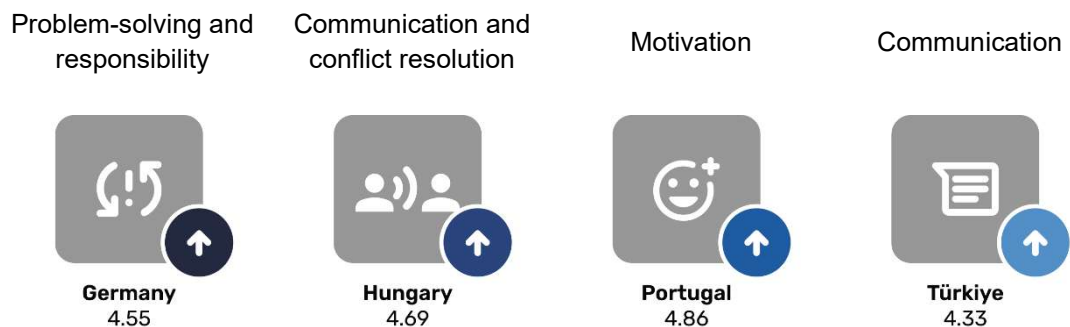 Problem-solving and
responsibility
Communication and
conflict resolution
Motivation
Communication
Germany
4.55
Hungary
4.69
Portugal
4.86
Türkiye
4.33